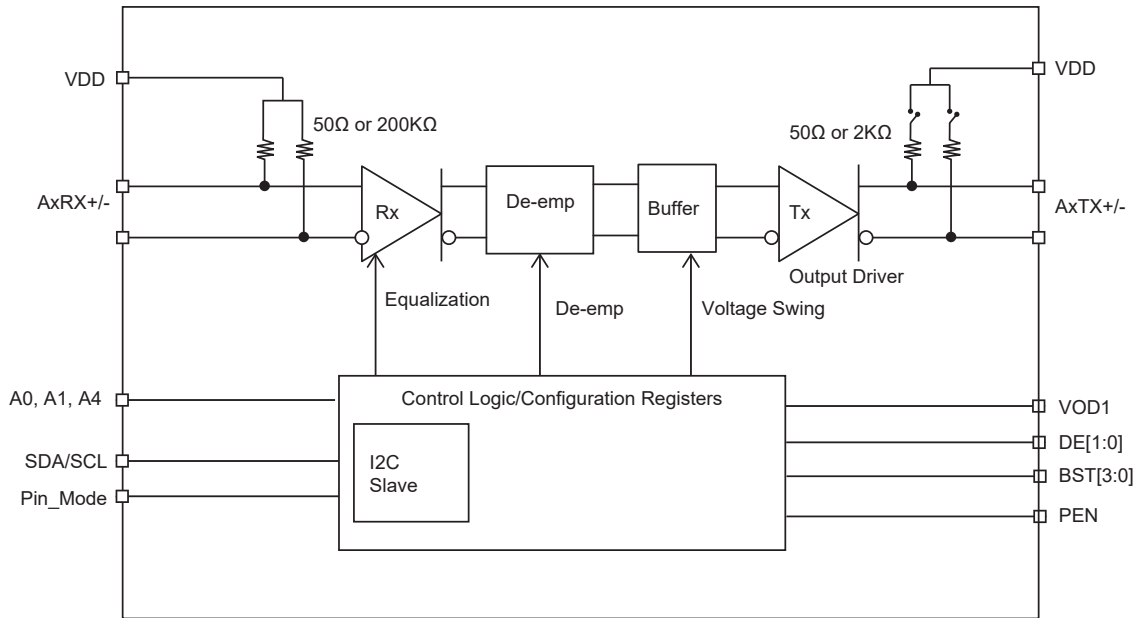 VDD
VDD
50Ω or 200KΩ
50Ω or 2KΩ
AxRX+/-
Rx
De-emp
Buffer
Tx
AxTX+/-
Output Driver
Equalization
De-emp
Voltage Swing
A0, A1, A4
Control Logic/Configuration Registers
VOD1
SDA/SCL
I2C
Slave
DE[1:0]
Pin_Mode
BST[3:0]
PEN